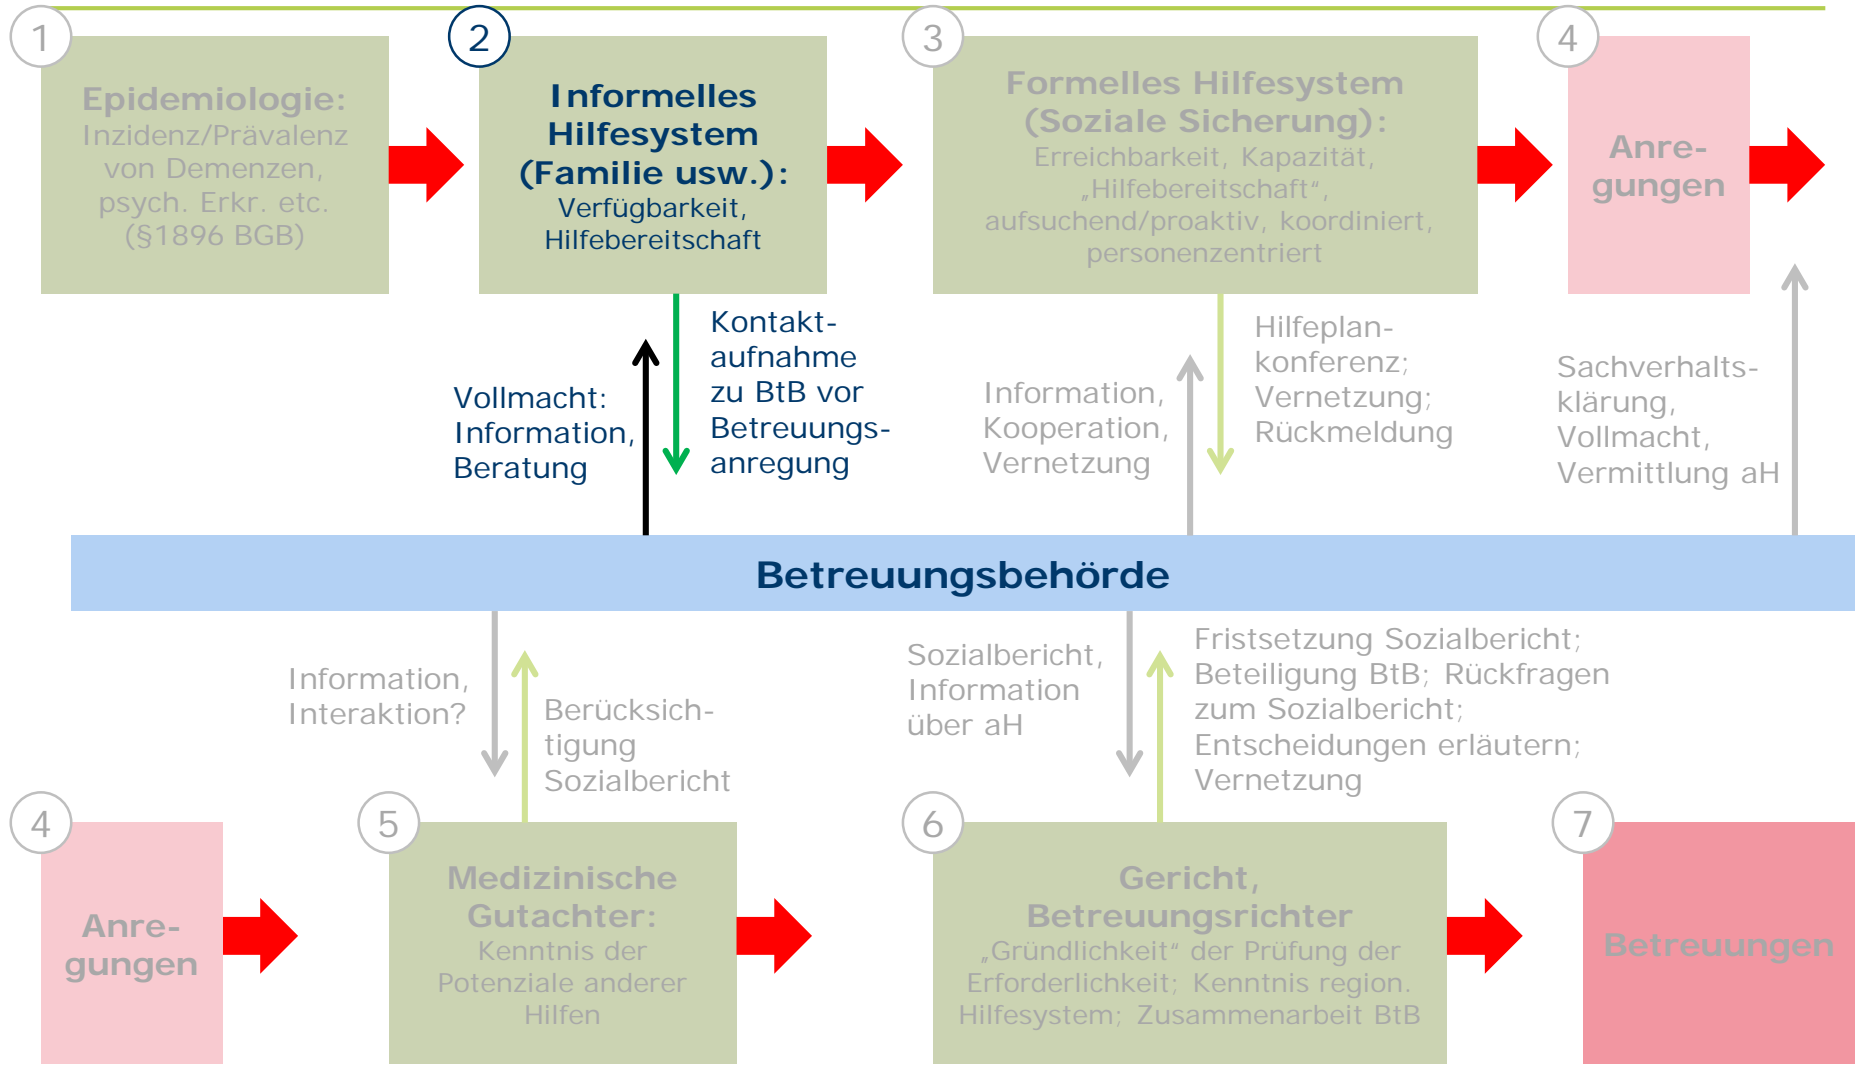 1
Epidemiologie:
Inzidenz/Prävalenz
von Demenzen,
psych. Erkr. etc.
(§1896 BGB)
2
Informelles
Hilfesystem
(Familie usw.):
Verfügbarkeit,
Hilfebereitschaft
3
Formelles Hilfesystem
(Soziale Sicherung):
Erreichbarkeit, Kapazität,
„Hilfebereitschaft“,
aufsuchend/proaktiv, koordiniert,
personenzentriert
4
Anre-
gungen
Vollmacht:
Information,
Beratung
Kontakt-
aufnahme
zu BtB vor
Betreuungs-
anregung
Information,
Kooperation,
Vernetzung
Hilfeplan-
konferenz;
Vernetzung;
Rückmeldung
Sachverhalts-
klärung,
Vollmacht,
Vermittlung aH
Betreuungsbehörde
Information,
Interaktion?
Berücksich-
tigung
Sozialbericht
Sozialbericht,
Information
über aH
Fristsetzung Sozialbericht;
Beteiligung BtB; Rückfragen
zum Sozialbericht;
Entscheidungen erläutern;
Vernetzung
4
Anre-
gungen
5
Medizinische
Gutachter:
Kenntnis der
Potenziale anderer
Hilfen
6
Gericht,
Betreuungsrichter
„Gründlichkeit“ der Prüfung der
Erforderlichkeit; Kenntnis region.
Hilfesystem; Zusammenarbeit BtB
7
Betreuungen